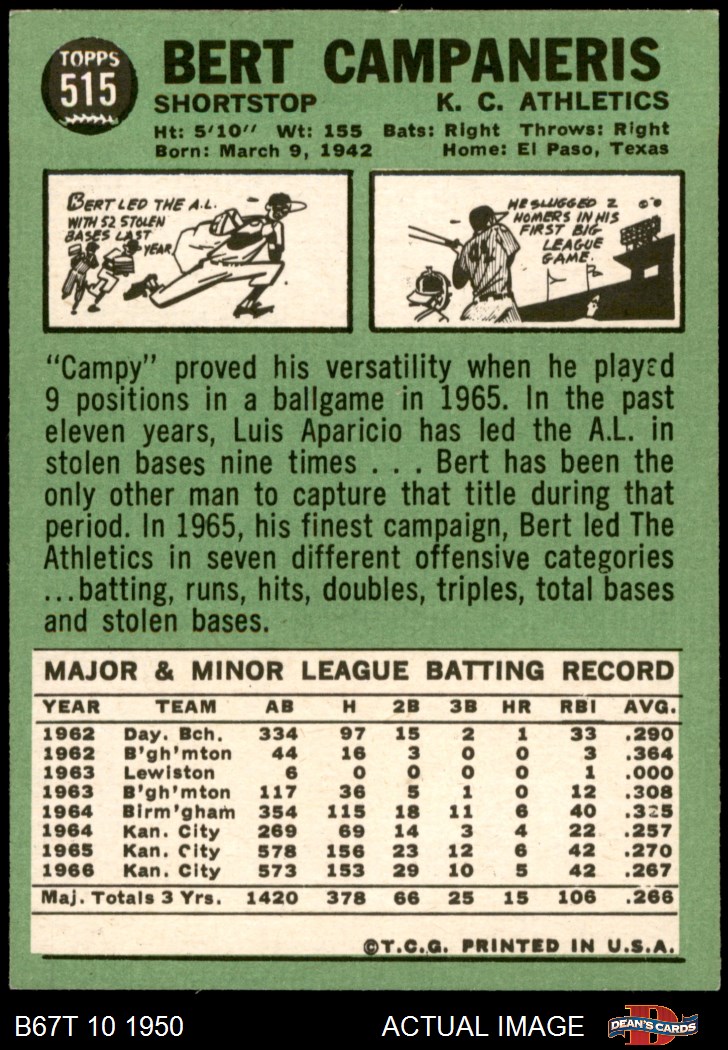 TOPPS
515
BERT CAMPANERIS
SHORTSTOP K. C. ATHLETICS
Ht: 5'10" Wt: 155 Bats: Right Throws: Right
Born: March 9, 1942 Home: El Paso, Texas
BERT LED THE A.L.
WITH 52 STOLEN
BASES LAST
YEAR
HE SLUGGED 2
HOMERS IN HIS
FIRST BIG
LEAGUE
GAME.
41
"Campy" proved his versatility when he played
9 positions in a ballgame in 1965. In the past
eleven years, Luis Aparicio has led the A.L. in
stolen bases nine times . . . Bert has been the
only other man to capture that title during that
period. In 1965, his finest campaign, Bert led The
Athletics in seven different offensive categories
...batting, runs, hits, doubles, triples, total bases
and stolen bases.
MAJOR & MINOR LEAGUE BATTING RECORD
YEAR TEAM AB H 2B 3B HR RBI AVG.
1962 Day. Bch. 334 97 15 2 1 33 .290
1962 B'gh'mton 44 16 3 0 0 3 .364
1963 Lewiston 6 0 0 0 0 1 .000
1963 B'gh'mton 117 36 5 1 0 12 .308
1964 Birm'gham 354 115 18 11 6 40 .325
1964 Kan. City 269 69 14 3 4 22 .257
1965 Kan. City 578 156 23 12 6 42 .270
1966 Kan. City 573 153 29 10 5 42 .267
Maj. Totals 3 Yrs. 1420 378 66 25 15 106 .266
©T.C.G. PRINTED IN U.S.A.
B67T 10 1950 ACTUAL IMAGE
D
DEAN'S CARDS